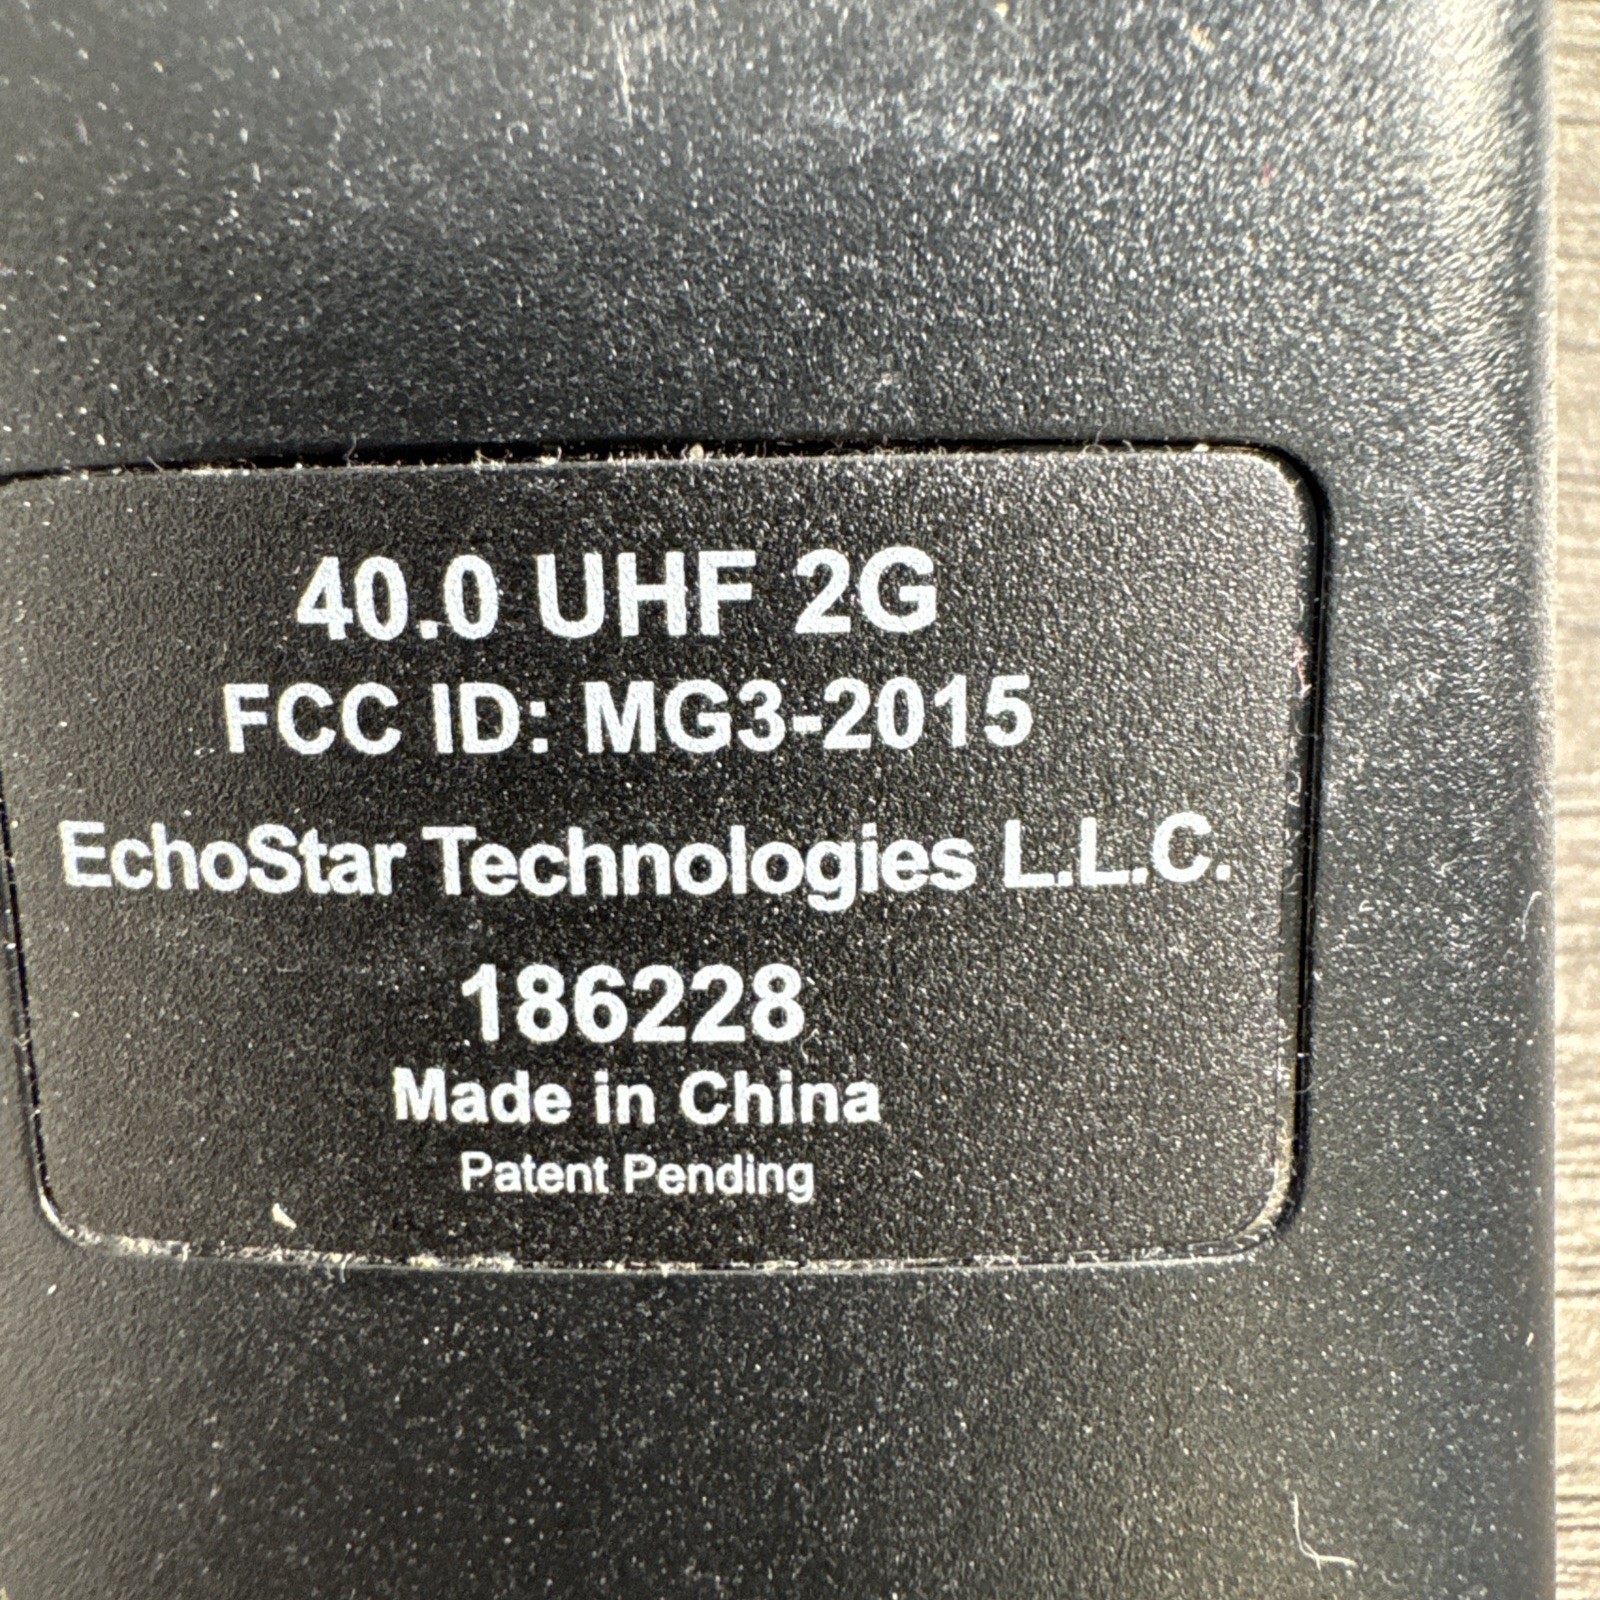 40.0 UHF 2G
FCC ID: MG3-2015
EchoStar Technologies L.L.C.
186228
Made in China
Patent Pending